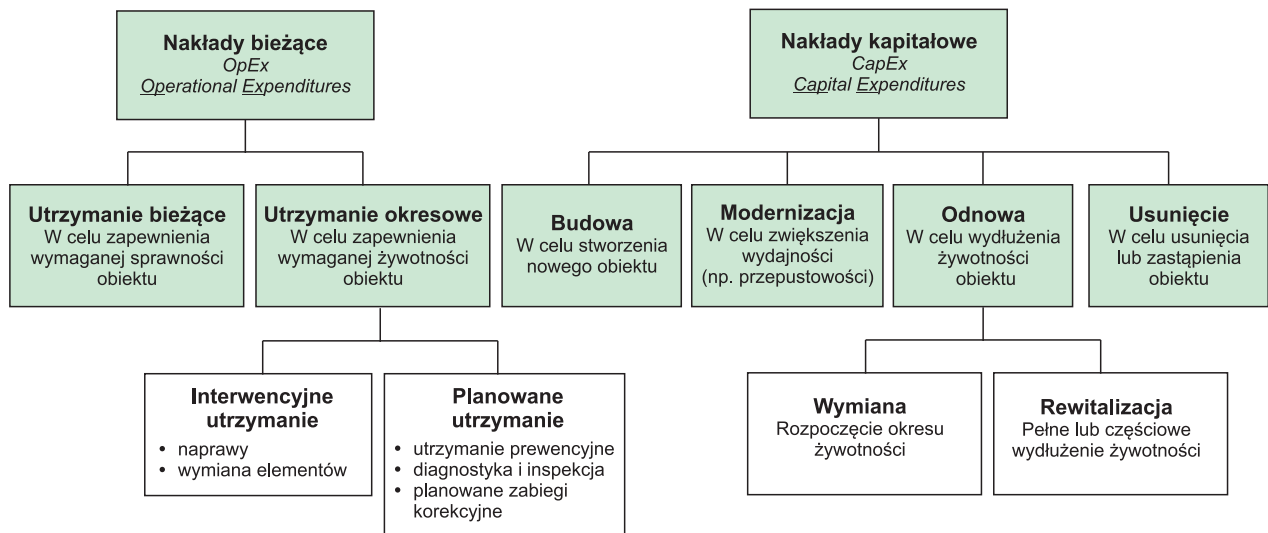 Nakłady bieżące
OpEx
Operational Expenditures
Nakłady kapitałowe
CapEx
Capital Expenditures
Utrzymanie bieżące
W celu zapewnienia
wymaganej sprawności
obiektu
Utrzymanie okresowe
W celu zapewnienia
wymaganej żywotności
obiektu
Budowa
W celu stworzenia
nowego obiektu
Modernizacja
W celu zwiększenia
wydajności
(np. przepustowości)
Odnowa
W celu wydłużenia
żywotności
obiektu
Usunięcie
W celu usunięcia
lub zastąpienia
obiektu
Interwencyjne
utrzymanie
• naprawy
• wymiana elementów
Planowane
utrzymanie
• utrzymanie prewencyjne
• diagnostyka i inspekcja
• planowane zabiegi
korekcyjne
Wymiana
Rozpoczęcie okresu
żywotności
Rewitalizacja
Pełne lub częściowe
wydłużenie żywotności